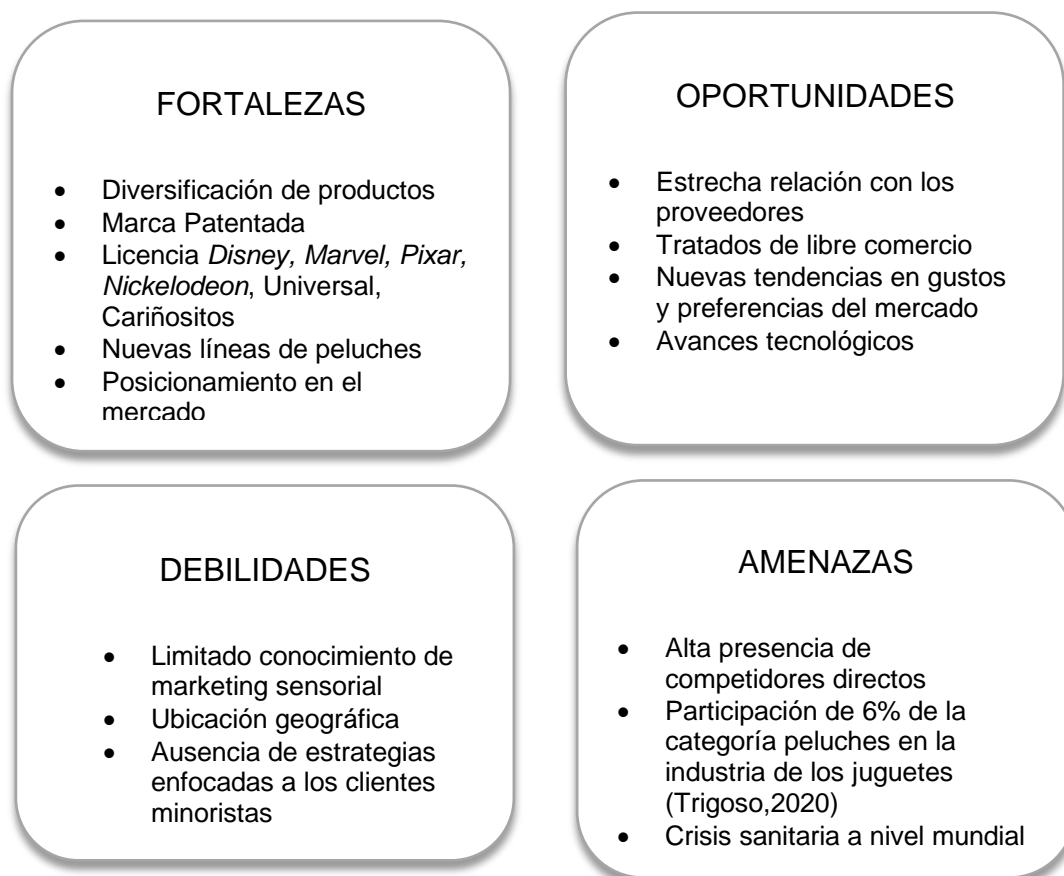 FORTALEZAS
• Diversificación de productos
• Marca Patentada
• Licencia Disney, Marvel, Pixar,
Nickelodeon, Universal,
Cariñositos
• Nuevas líneas de peluches
• Posicionamiento en el
mercado
OPORTUNIDADES
• Estrecha relación con los
proveedores
• Tratados de libre comercio
• Nuevas tendencias en gustos
y preferencias del mercado
• Avances tecnológicos
DEBILIDADES
• Limitado conocimiento de
marketing sensorial
• Ubicación geográfica
• Ausencia de estrategias
enfocadas a los clientes
minoristas
AMENAZAS
• Alta presencia de
competidores directos
• Participación de 6% de la
categoría peluches en la
industria de los juguetes
(Trigoso,2020)
• Crisis sanitaria a nivel mundial